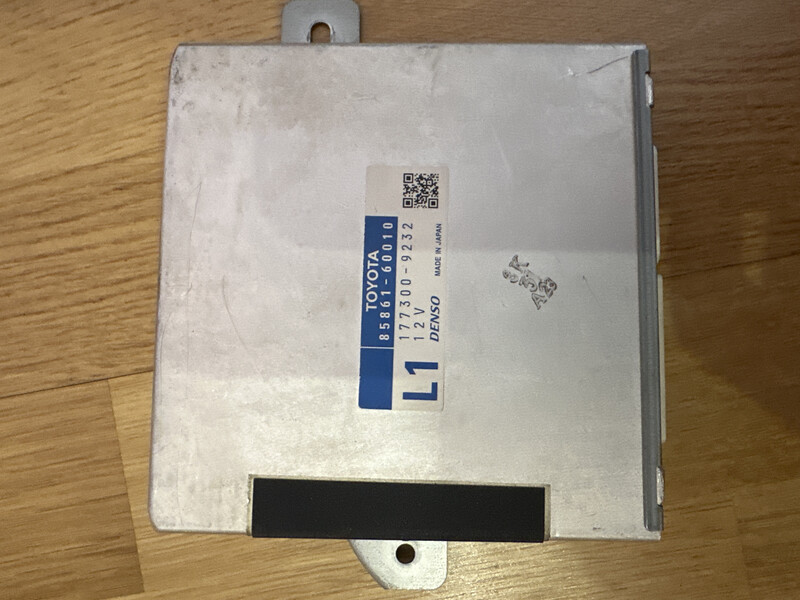 TOYOTA
85861-60010
177300-9232
12V
L1 DENSO MADE IN JAPAN